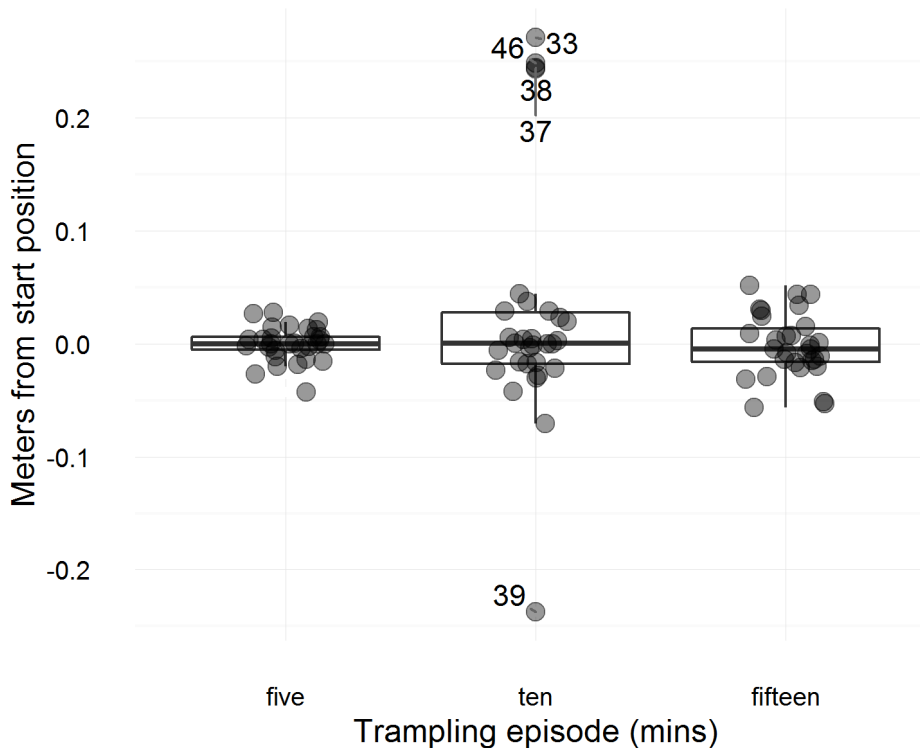 Meters from start position
0.2
0.1
0.0
-0.1
-0.2
46
33
38
37
39
five
ten
fifteen
Trampling episode (mins)